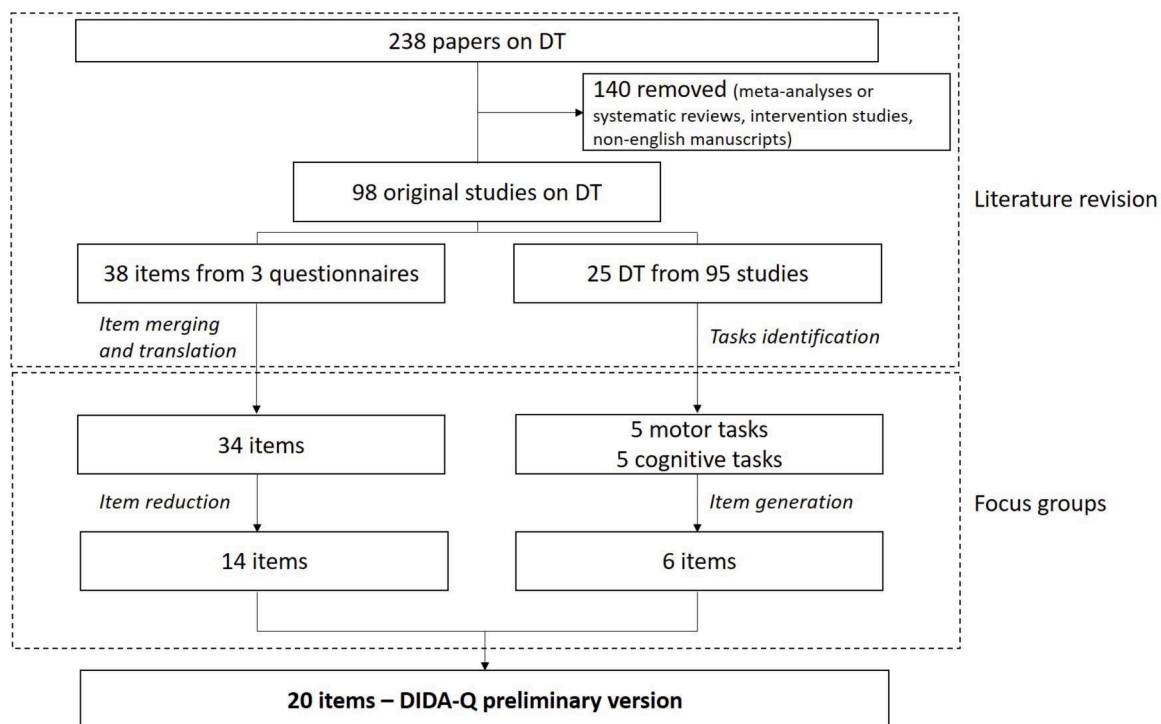 238 papers on DT
140 removed (meta-analyses or
systematic reviews, intervention studies,
non-english manuscripts)
98 original studies on DT
Literature revision
38 items from 3 questionnaires
25 DT from 95 studies
Item merging
and translation
Tasks identification
34 items
5 motor tasks
5 cognitive tasks
Item reduction
Item generation
Focus groups
14 items
6 items
20 items – DIDA-Q preliminary version